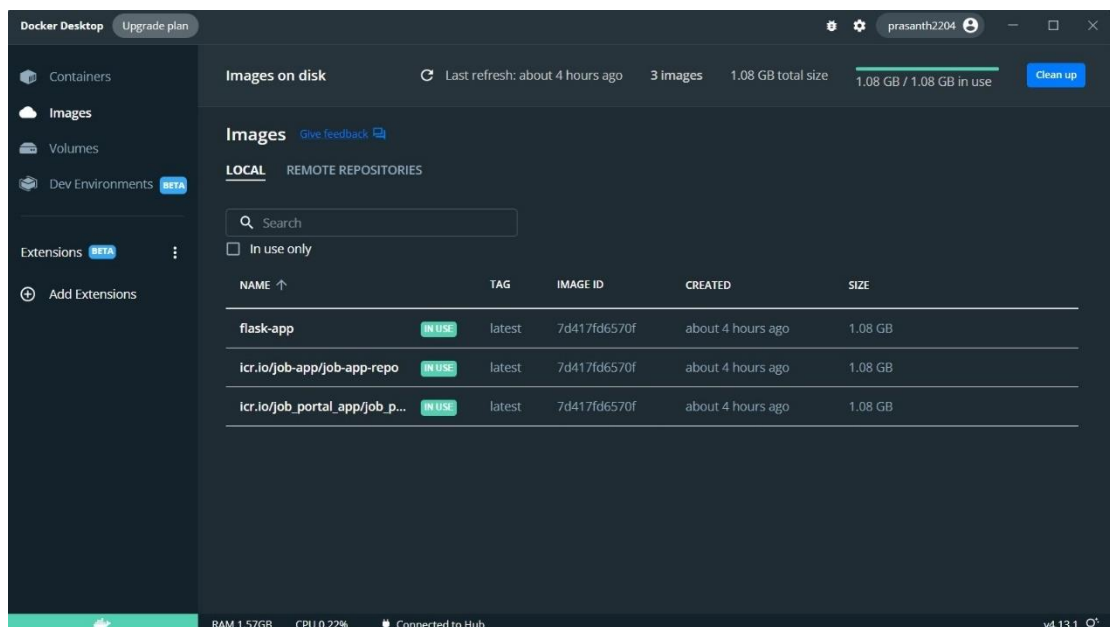 Docker Desktop Upgrade plan prasanth2204
Containers
Images
Volumes
Dev Environments BETA
Extensions BETA
Add Extensions
Images on disk Last refresh: about 4 hours ago 3 images 1.08 GB total size 1.08 GB / 1.08 GB in use Clean up
Images Give feedback
LOCAL REMOTE REPOSITORIES
Search
In use only
NAME TAG IMAGE ID CREATED SIZE
flask-app IN USE latest 7d417fd6570f about 4 hours ago 1.08 GB
icr.io/job-app/job-app-repo IN USE latest 7d417fd6570f about 4 hours ago 1.08 GB
icr.io/job_portal_app/job_p... IN USE latest 7d417fd6570f about 4 hours ago 1.08 GB
RAM 1.57GB CPU 0.22% Connected to Hub v4.13.1